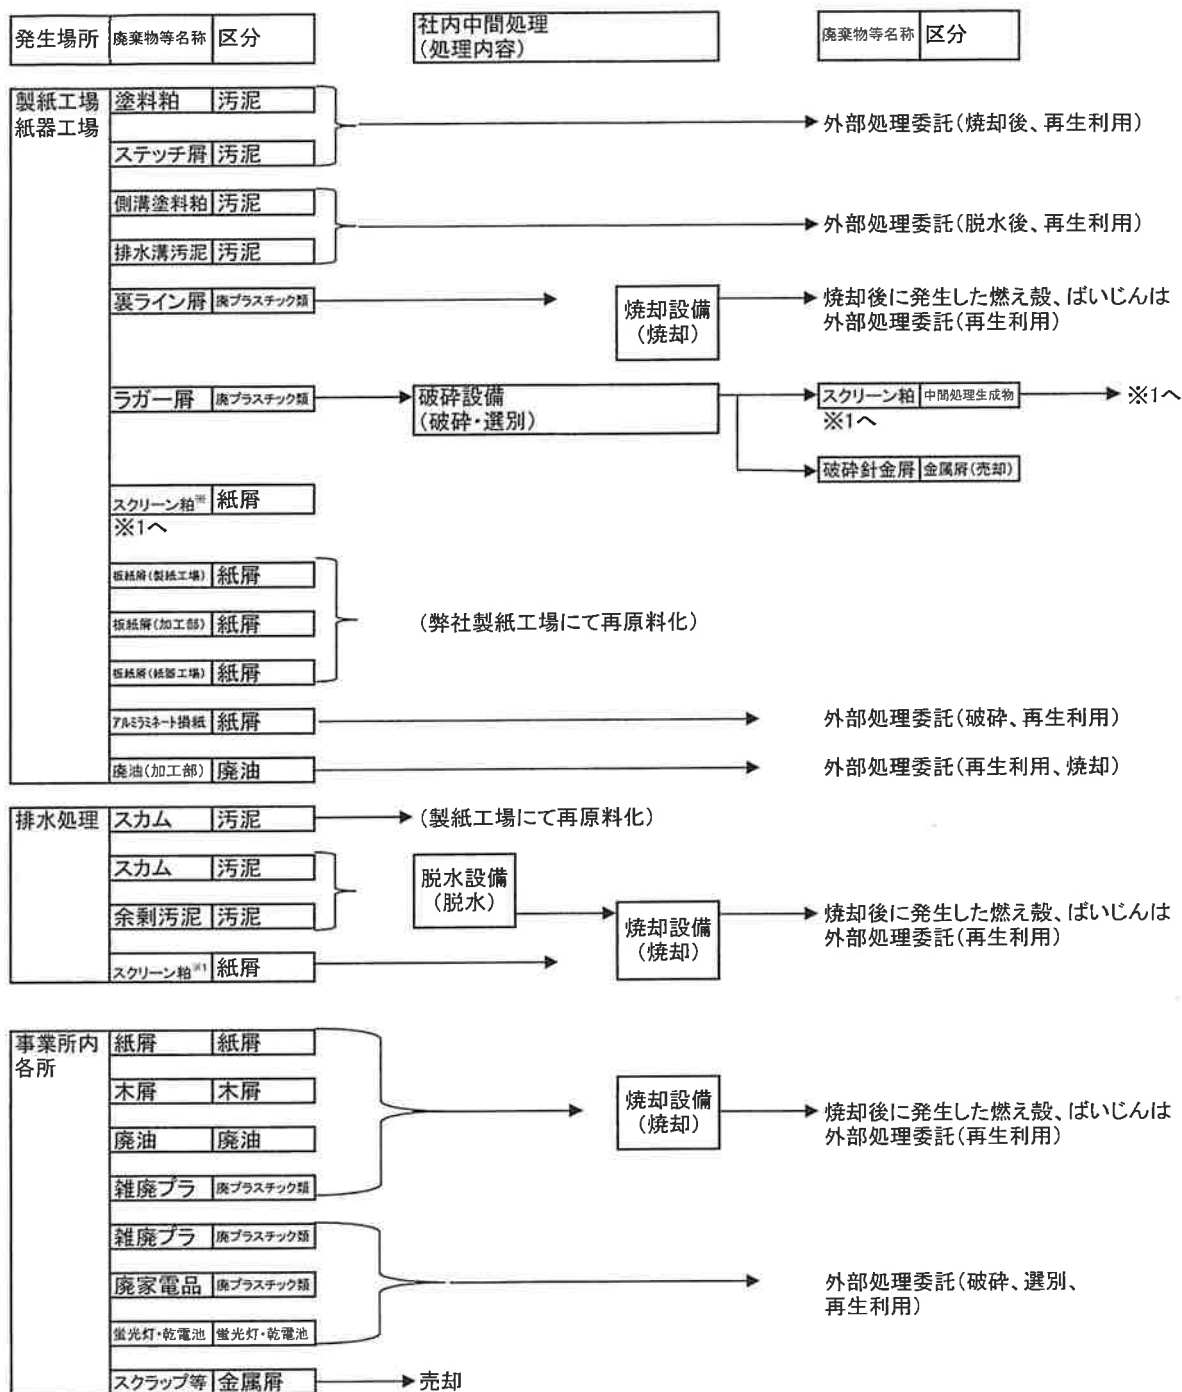 発生場所 廃棄物等名称 区分 社内中間処理 廃棄物等名称 区分
(処理内容)
製紙工場 塗料粕 汚泥
紙器工場
外部処理委託(焼却後、再生利用)
ステッチ屑 汚泥
側溝塗料粕 汚泥
外部処理委託(脱水後、再生利用)
排水溝汚泥 汚泥
裏ライン屑 廃プラスチック類 焼却設備 焼却後に発生した燃え殻、ばいじんは
(焼却) 外部処理委託(再生利用)
ラガー屑 廃プラスチック類 破砕設備 スクリーン粕 中間処理生成物 ※1へ
(破砕・選別) ※1へ
破砕針金屑 金属屑(売却)
スクリーン粕※ 紙屑
※1へ
板紙屑(製紙工場) 紙屑
板紙屑(加工部) 紙屑 (弊社製紙工場にて再原料化)
板紙屑(紙器工場) 紙屑
アルミラミネート損紙 紙屑 外部処理委託(破砕、再生利用)
廃油(加工部) 廃油 外部処理委託(再生利用、焼却)
排水処理 スカム 汚泥 (製紙工場にて再原料化)
スカム 汚泥 脱水設備
(脱水)
余剰汚泥 汚泥 焼却設備 焼却後に発生した燃え殻、ばいじんは
(焼却) 外部処理委託(再生利用)
スクリーン粕※1 紙屑
事業所内 紙屑 紙屑
各所
木屑 木屑 焼却設備 焼却後に発生した燃え殻、ばいじんは
(焼却) 外部処理委託(再生利用)
廃油 廃油
雑廃プラ 廃プラスチック類
雑廃プラ 廃プラスチック類
廃家電品 廃プラスチック類 外部処理委託(破砕、選別、
再生利用)
蛍光灯・乾電池 蛍光灯・乾電池
スクラップ等 金属屑 売却